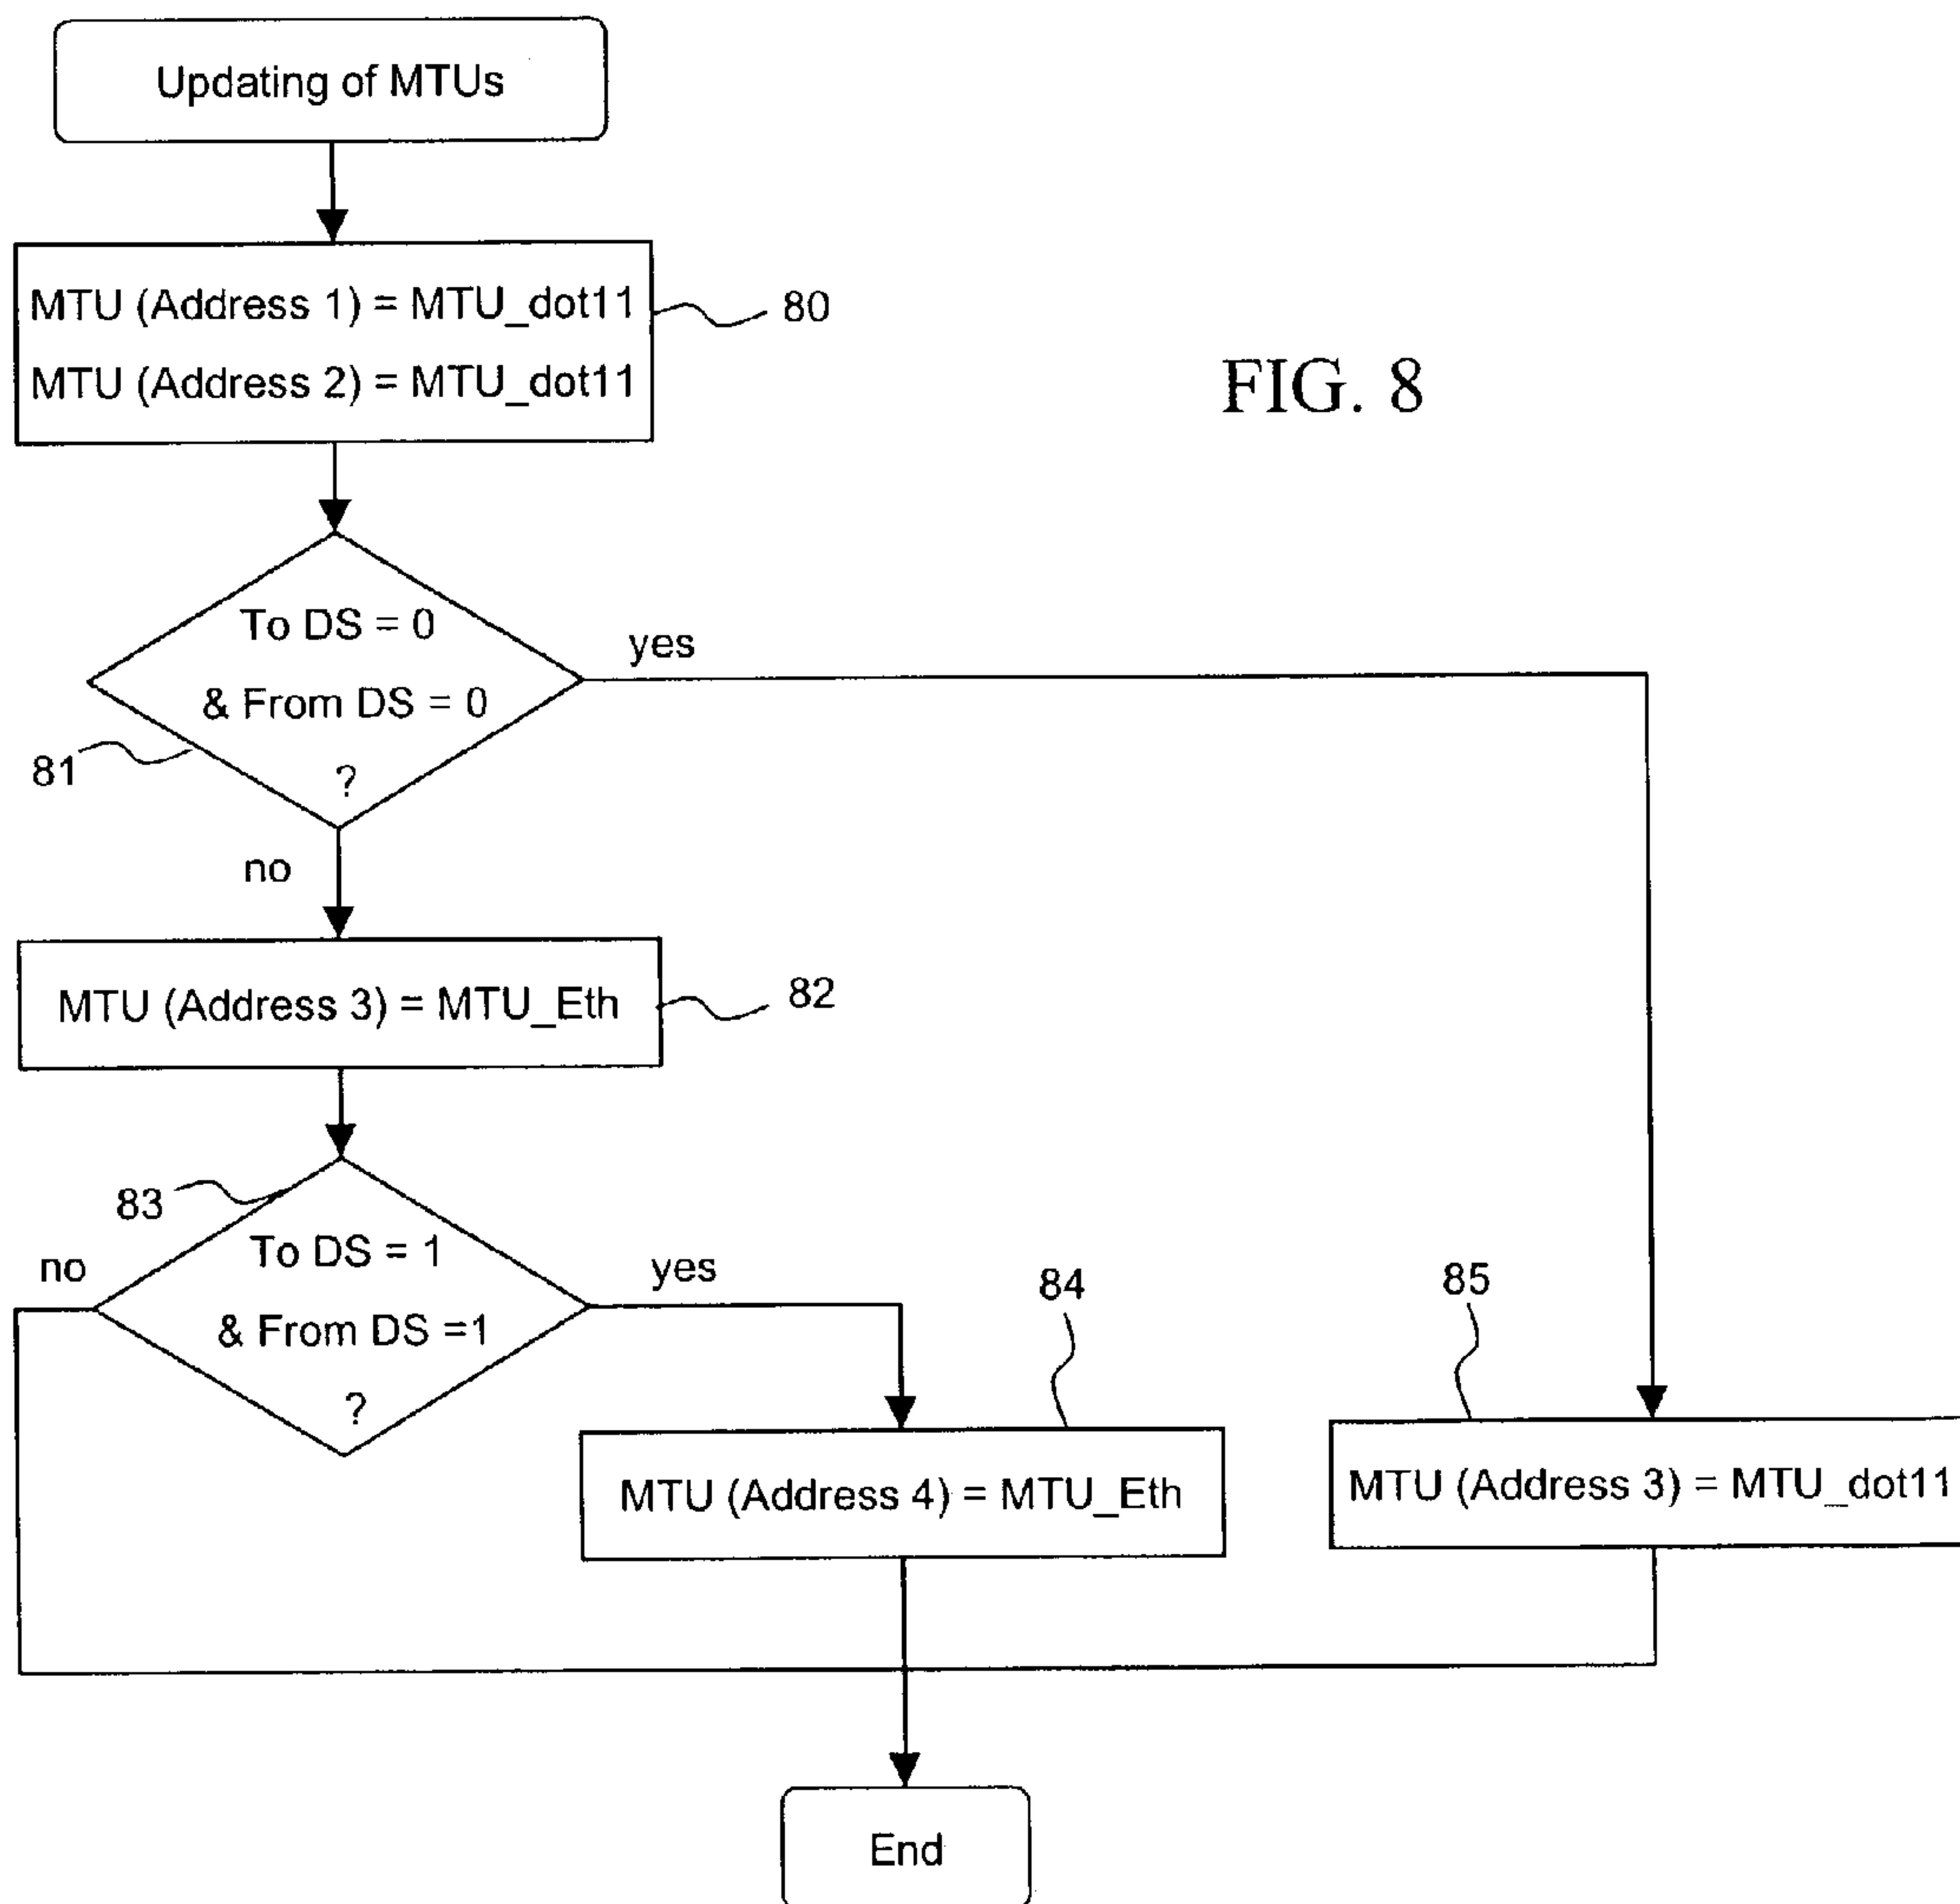 Updating of MTUs
MTU (Address 1) = MTU_dot11
MTU (Address 2) = MTU_dot11
80
FIG. 8
To DS = 0
& From DS = 0
?
yes
81
no
MTU (Address 3) = MTU_Eth
82
83
To DS = 1
& From DS =1
?
no
yes
84
85
MTU (Address 4) = MTU_Eth
MTU (Address 3) = MTU_dot11
End